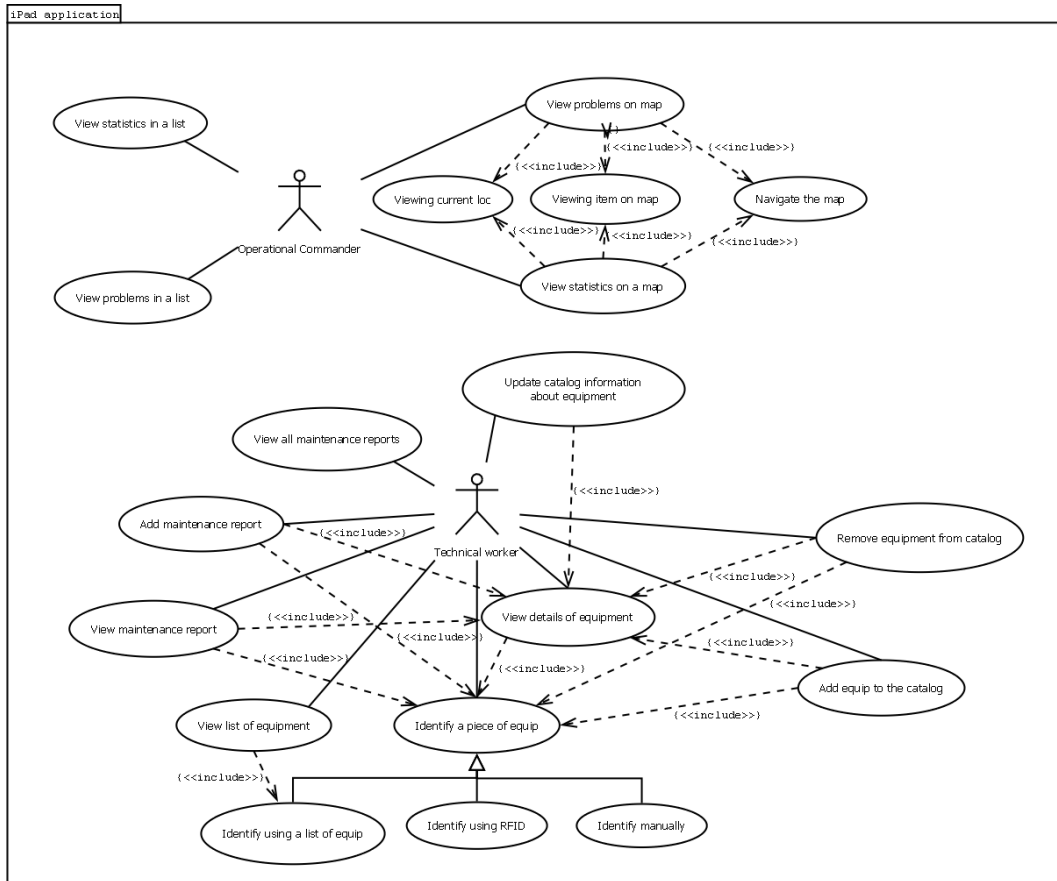 iPad application
View problems on map
View statistics in a list
{}
{<<include>>}
{<<include>>}
{<<include>>}
Viewing current loc
Viewing item on map
Navigate the map
{<<include>>}
{<<include>>}
{<<include>>}
Operational Commander
View statistics on a map
View problems in a list
Update catalog information
about equipment
View all maintenance reports
{<<include>>}
Add maintenance report
{<<include>>}
Technical worker
Remove equipment from catalog
{<<include>>}
View details of equipment
View maintenance report
{<<include>>}
{<<include>>}
{<<include>>}
{<<include>>}
{<<include>>}
{<<include>>}
Add equip to the catalog
{<<include>>}
View list of equipment
Identify a piece of equip
{<<include>>}
Identify using a list of equip
Identify using RFID
Identify manually